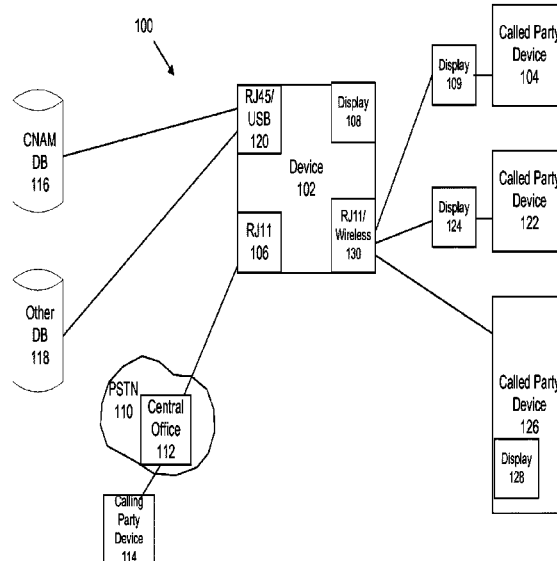 100
CNAM
DB
116
Other
DB
118
RJ45/
USB
120
Display
108
Device
102
RJ11
106
RJ11/
Wireless
130
Display
109
Called Party
Device
104
Display
124
Called Party
Device
122
Called Party
Device
126
Display
128
PSTN
110
Central
Office
112
Calling
Party
Device
114